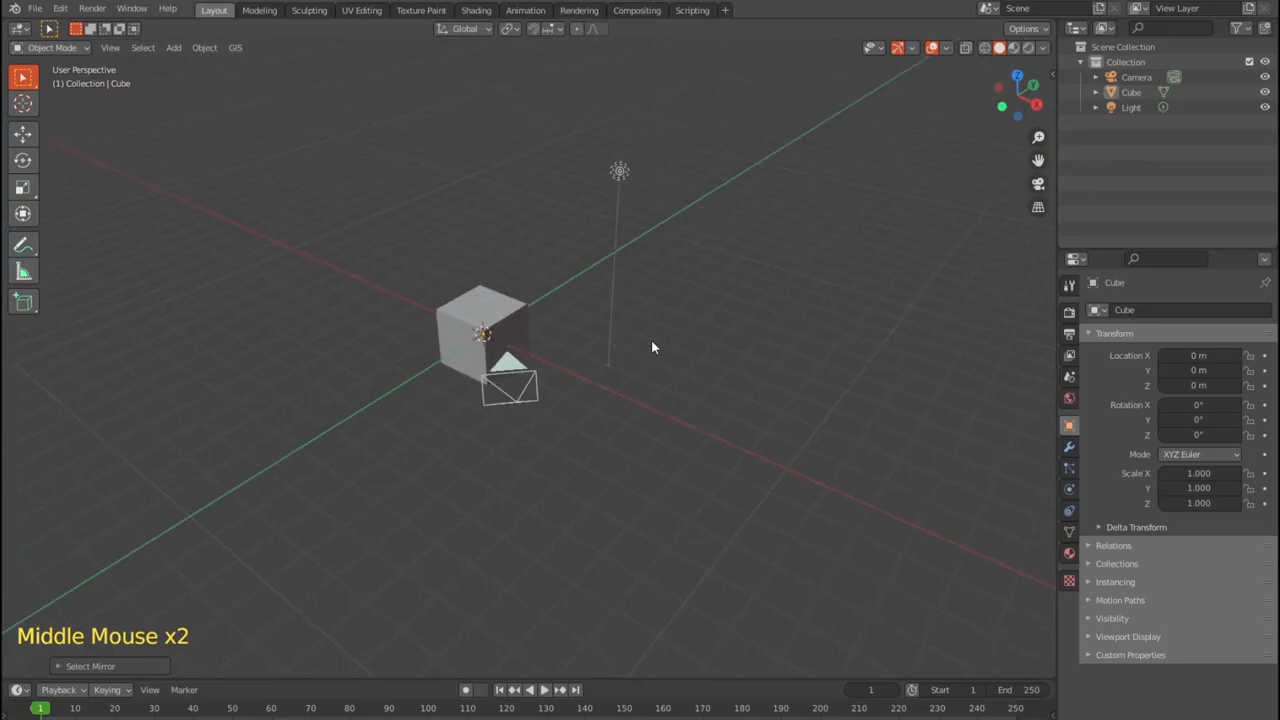 File Edit Render Window Help Layout Modeling Sculpting UV Editing Texture Paint Shading Animation Rendering Compositing Scripting + Scene View Layer
Global Options
Object Mode View Select Add Object GIS
User Perspective
(1) Collection | Cube
Z
Y
X
Scene Collection
Collection
Camera
Cube
Light
Cube
Cube
Transform
Location X 0 m
Y 0 m
Z 0 m
Rotation X 0°
Y 0°
Z 0°
Mode XYZ Euler
Scale X 1.000
Y 1.000
Z 1.000
Delta Transform
Relations
Collections
Instancing
Motion Paths
Visibility
Viewport Display
Custom Properties
Middle Mouse x2
Select Mirror
Playback Keying View Marker 1 Start 1 End 250
1 10 20 30 40 50 60 70 80 90 100 110 120 130 140 150 160 170 180 190 200 210 220 230 240 250